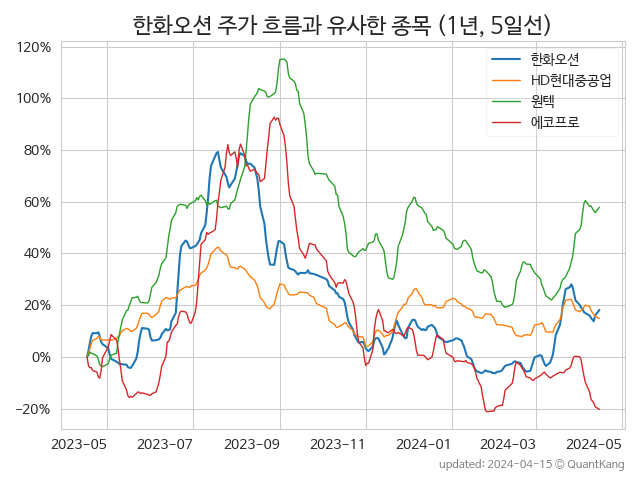 한화오션 주가 흐름과 유사한 종목 (1년, 5일선)
120%
100%
80%
60%
40%
20%
0%
−20%
한화오션
HD현대중공업
원텍
에코프로
2023-05
2023-07
2023-09
2023-11
2024-01
2024-03
2024-05
updated: 2024-04-15 © QuantKang